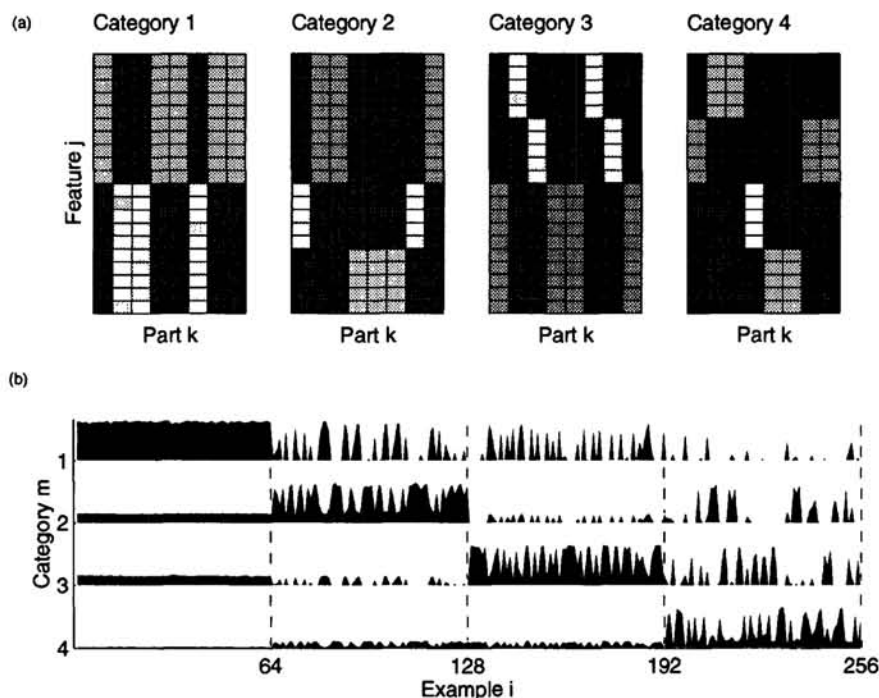 (a)
Category 1
Category 2
Category 3
Category 4
Feature j
Part k
Part k
Part k
Part k
(b)
Category m
1
2
3
4
64
128
192
256
Example i